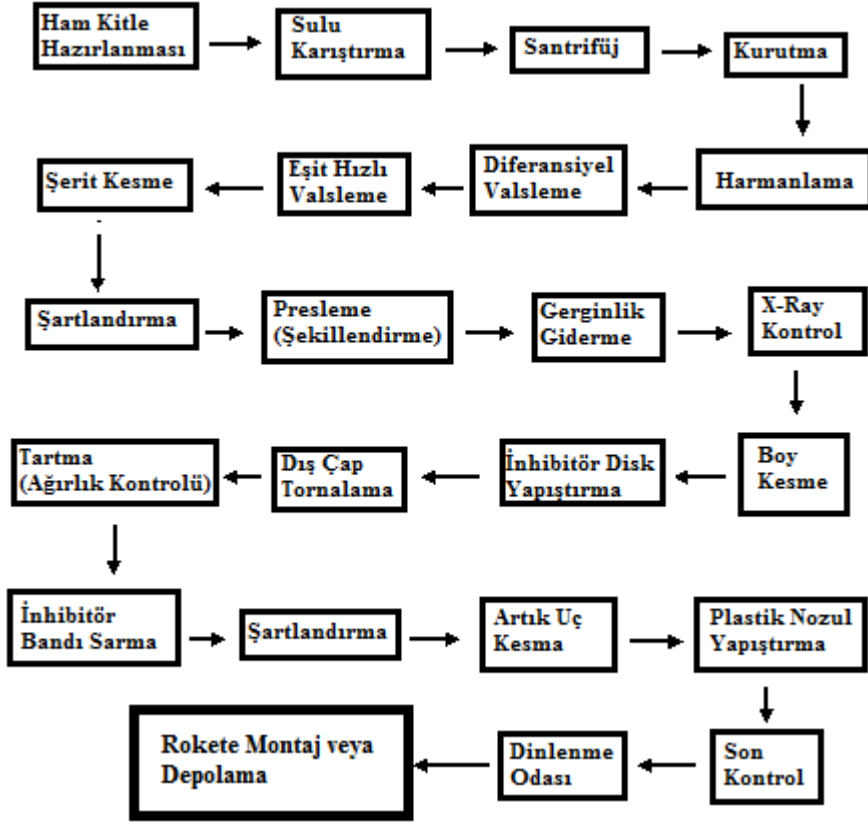 Ham Kitle
Hazırlanması
Sulu
Karıştırma
Santrifüj
Kurutma
Harmanlama
Diferansiyel
Valsleme
Eşit Hızlı
Valsleme
Şerit Kesme
Şartlandırma
Presleme
(Şekillendirme)
Gerginlik
Giderme
X-Ray
Kontrol
Boy
Kesme
İnhibitör Disk
Yapıştırma
Dış Çap
Tornalama
Tartma
(Ağırlık Kontrolü)
İnhibitör
Bandı Sarma
Şartlandırma
Artık Uç
Kesma
Plastik Nozul
Yapıştırma
Son
Kontrol
Dinlenme
Odası
Rokete Montaj veya
Depolama